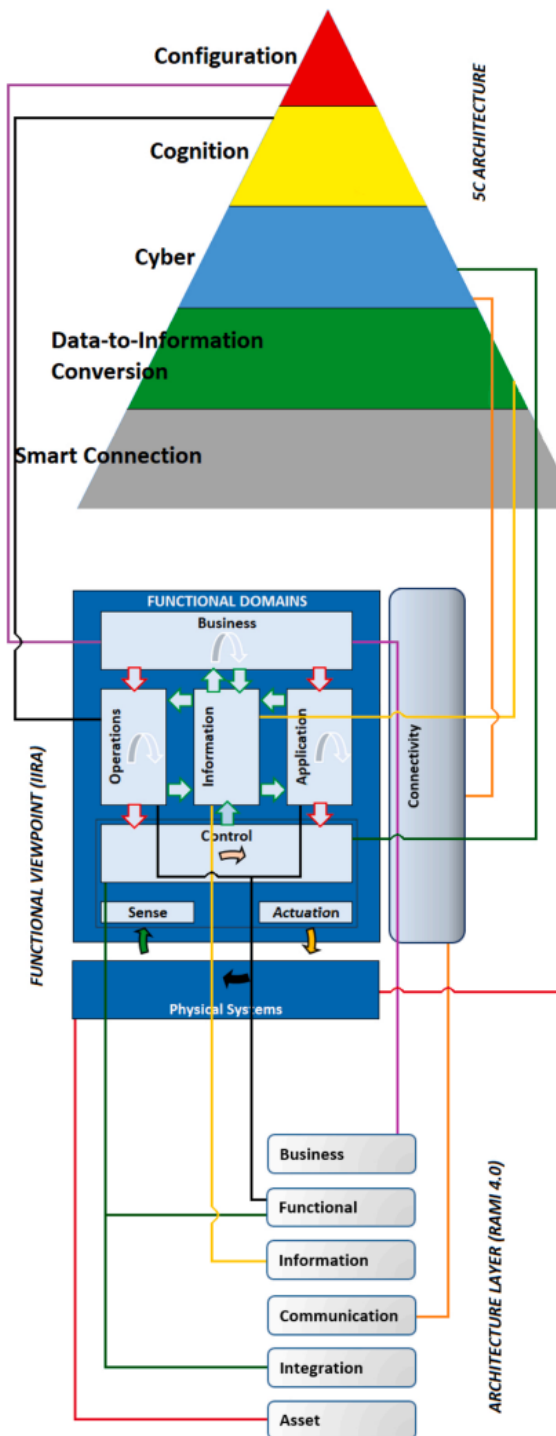 Configuration
5C ARCHITECTURE
Cognition
Cyber
Data-to-Information
Conversion
Smart Connection
FUNCTIONAL DOMAINS
Business
Operations
Information
Application
Connectivity
Control
FUNCTIONAL VIEWPOINT (IIRA)
Sense
Actuation
Physical Systems
Business
Functional
Information
Communication
Integration
Asset
ARCHITECTURE LAYER (RAMI 4.0)